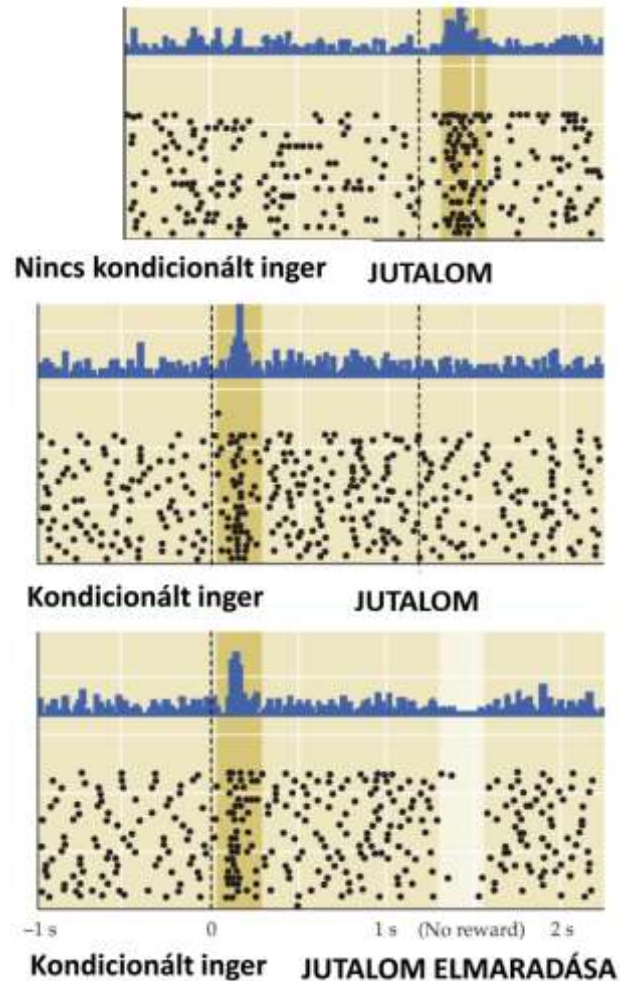 Nincs kondicionált inger JUTALOM
Kondicionált inger JUTALOM
–1 s 0 1 s (No reward) 2 s
Kondicionált inger JUTALOM ELMARADÁSA